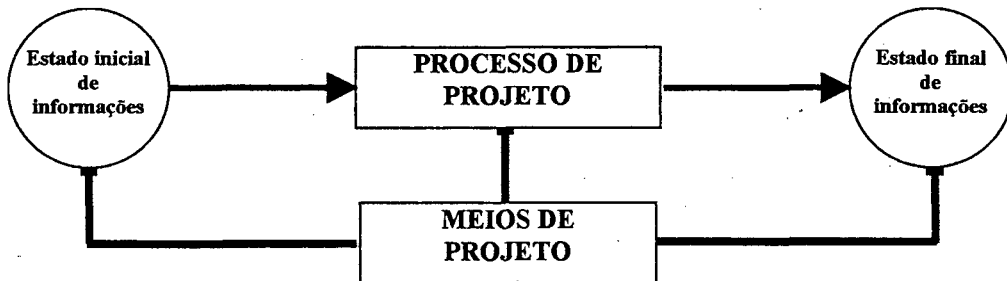 Estado inicial
de
informações
PROCESSO DE
PROJETO
Estado final
de
informações
MEIOS DE
PROJETO